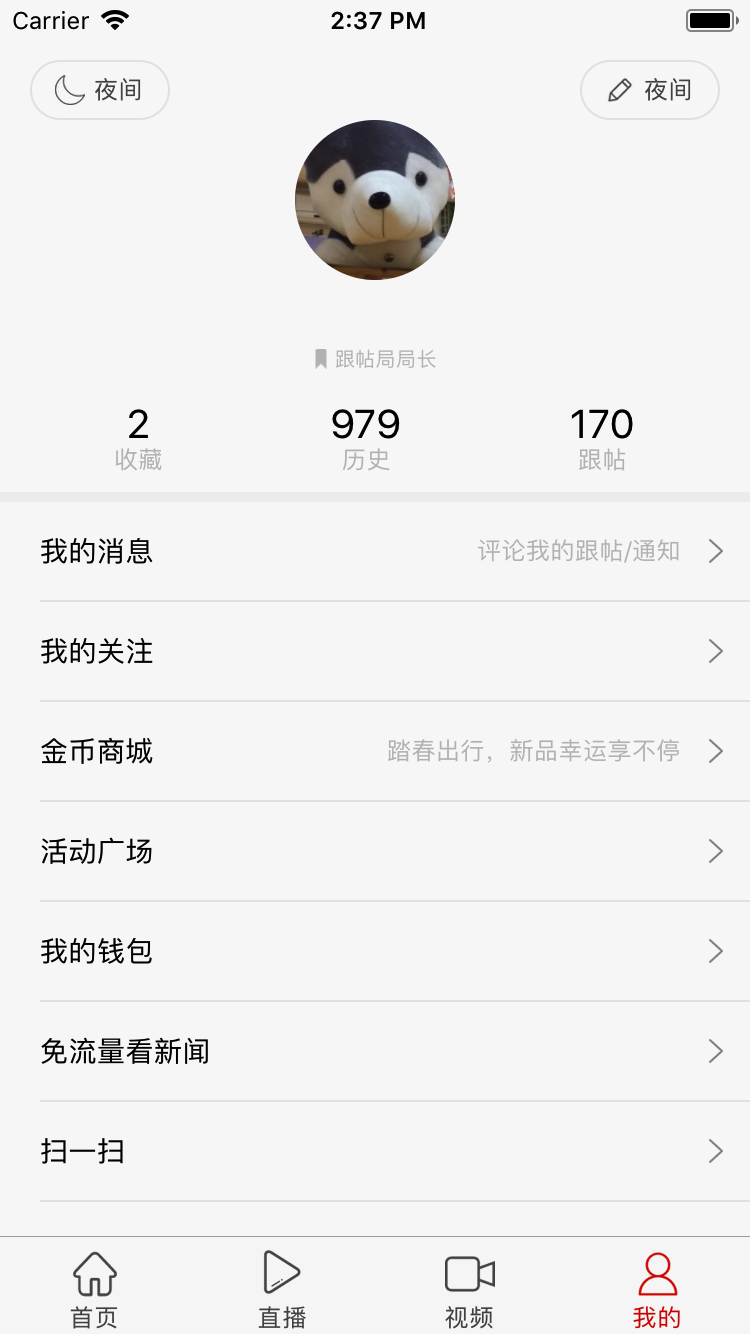 Carrier 2:37 PM
夜间 夜间
跟帖局局长
2 979 170
收藏 历史 跟帖
我的消息 评论我的跟帖/通知
我的关注
金币商城 踏春出行，新品幸运享不停
活动广场
我的钱包
免流量看新闻
扫一扫
首页 直播 视频 我的